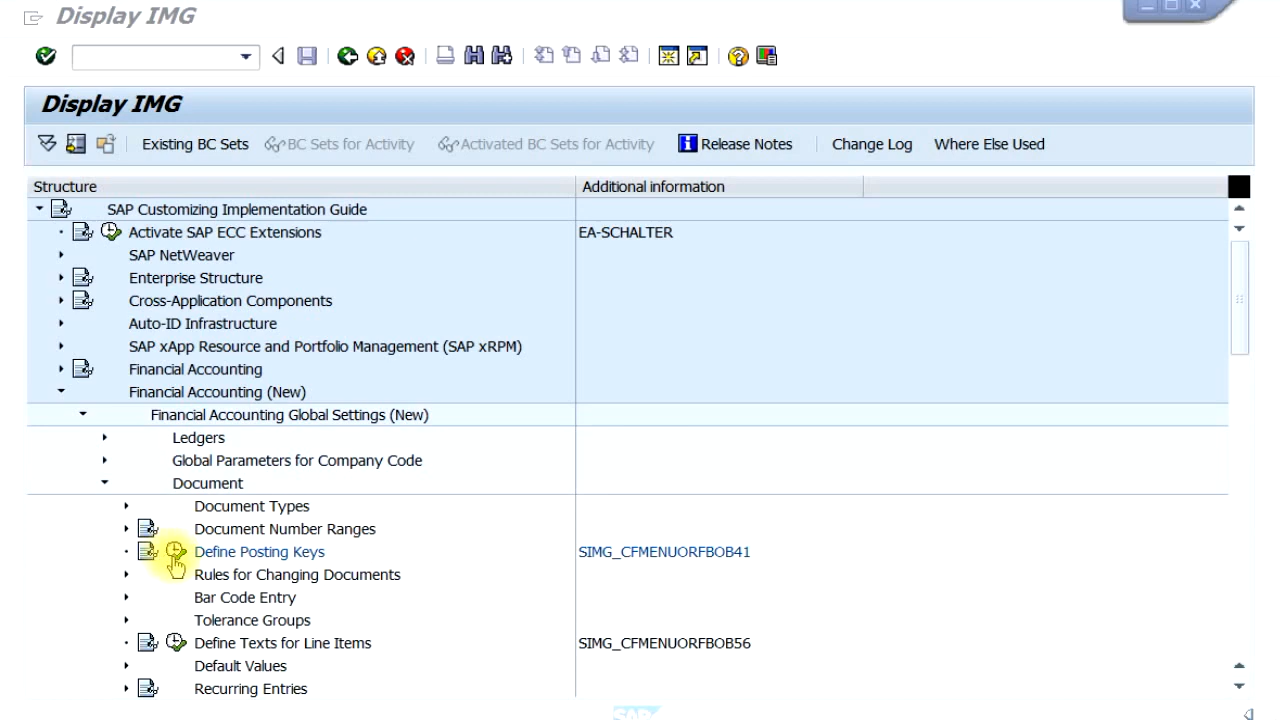 Display IMG
Display IMG
Existing BC Sets BC Sets for Activity Activated BC Sets for Activity Release Notes Change Log Where Else Used
Structure Additional information
SAP Customizing Implementation Guide
Activate SAP ECC Extensions EA-SCHALTER
SAP NetWeaver
Enterprise Structure
Cross-Application Components
Auto-ID Infrastructure
SAP xApp Resource and Portfolio Management (SAP xRPM)
Financial Accounting
Financial Accounting (New)
Financial Accounting Global Settings (New)
Ledgers
Global Parameters for Company Code
Document
Document Types
Document Number Ranges
Define Posting Keys SIMG_CFMENUORFBOB41
Rules for Changing Documents
Bar Code Entry
Tolerance Groups
Define Texts for Line Items SIMG_CFMENUORFBOB56
Default Values
Recurring Entries
SAP